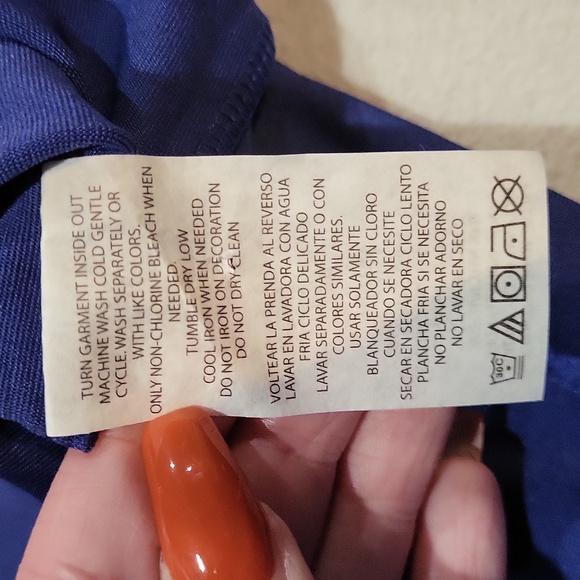 TURN GARMENT INSIDE OUT
MACHINE WASH COLD GENTLE
CYCLE. WASH SEPARATELY OR
WITH LIKE COLORS.
ONLY NON-CHLORINE BLEACH WHEN
NEEDED
TUMBLE DRY LOW
COOL IRON WHEN NEEDED
DO NOT IRON ON DECORATION
DO NOT DRY CLEAN
VOLTEAR LA PRENDA AL REVERSO
LAVAR EN LAVADORA CON AGUA
FRIA CICLO DELICADO
LAVAR SEPARADAMENTE O CON
COLORES SIMILARES.
USAR SOLAMENTE
BLANQUEADOR SIN CLORO
CUANDO SE NECESITE
SECAR EN SECADORA CICLO LENTO
PLANCHA FRIA SI SE NECESITA
NO PLANCHAR ADORNO
NO LAVAR EN SECO
30C